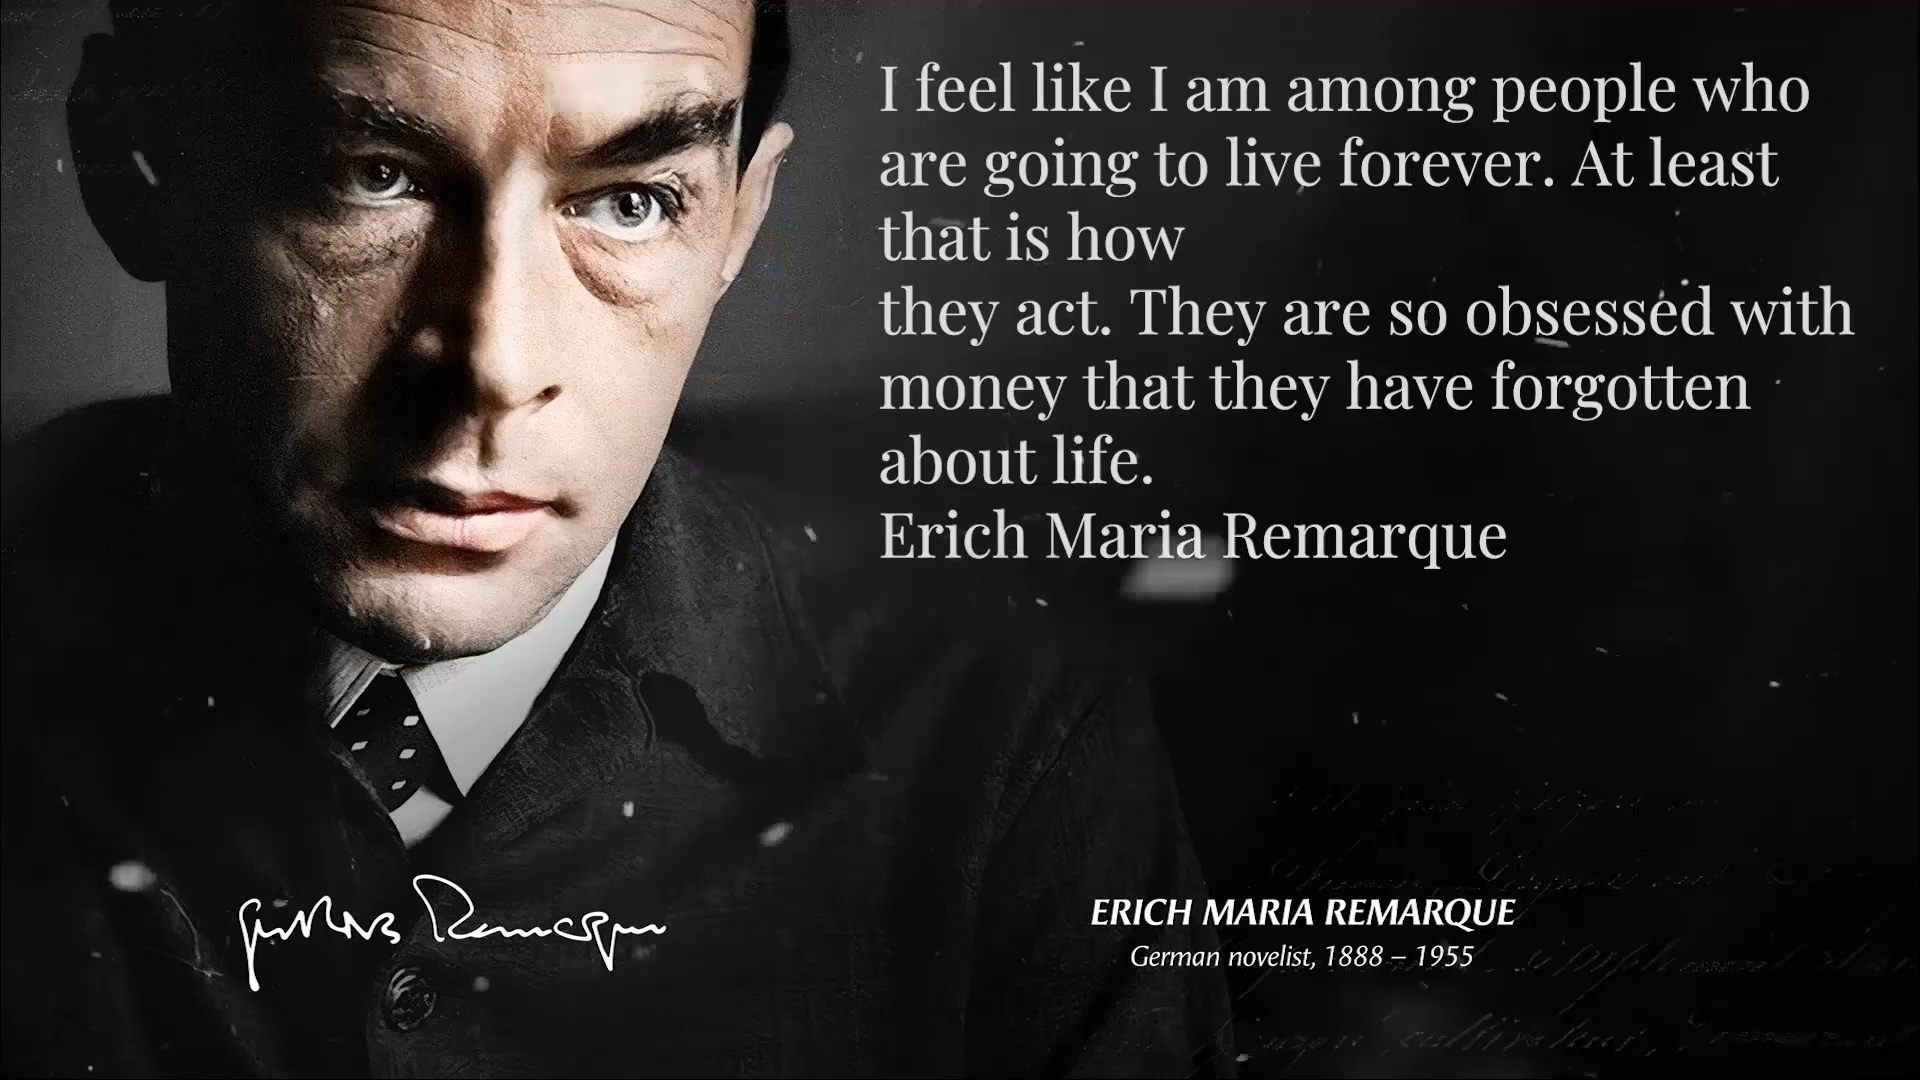 I feel like I am among people who
are going to live forever. At least
that is how
they act. They are so obsessed with
money that they have forgotten
about life.
Erich Maria Remarque
ERICH MARIA REMARQUE
German novelist, 1888 – 1955